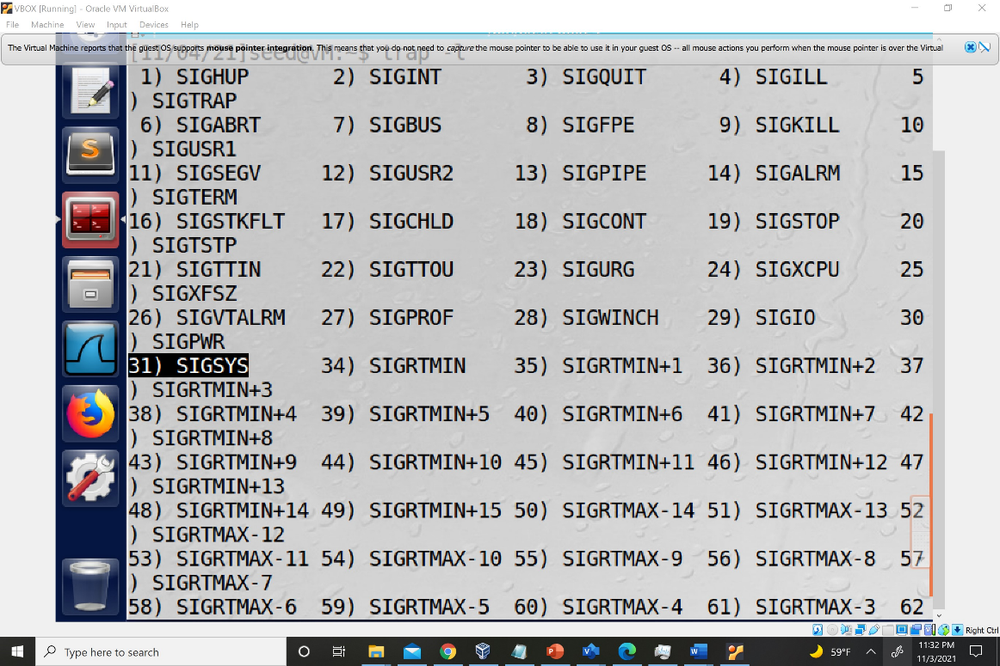 VBOX [Running] - Oracle VM VirtualBox
File Machine View Input Devices Help
The Virtual Machine reports that the guest OS supports mouse pointer integration. This means that you do not need to capture the mouse pointer to be able to use it in your guest OS -- all mouse actions you perform when the mouse pointer is over the Virtual
[11/04/21]seed@VM:~$ trap -l
1) SIGHUP 2) SIGINT 3) SIGQUIT 4) SIGILL 5
) SIGTRAP
6) SIGABRT 7) SIGBUS 8) SIGFPE 9) SIGKILL 10
) SIGUSR1
11) SIGSEGV 12) SIGUSR2 13) SIGPIPE 14) SIGALRM 15
) SIGTERM
16) SIGSTKFLT 17) SIGCHLD 18) SIGCONT 19) SIGSTOP 20
) SIGTSTP
21) SIGTTIN 22) SIGTTOU 23) SIGURG 24) SIGXCPU 25
) SIGXFSZ
26) SIGVTALRM 27) SIGPROF 28) SIGWINCH 29) SIGIO 30
) SIGPWR
31) SIGSYS 34) SIGRTMIN 35) SIGRTMIN+1 36) SIGRTMIN+2 37
) SIGRTMIN+3
38) SIGRTMIN+4 39) SIGRTMIN+5 40) SIGRTMIN+6 41) SIGRTMIN+7 42
) SIGRTMIN+8
43) SIGRTMIN+9 44) SIGRTMIN+10 45) SIGRTMIN+11 46) SIGRTMIN+12 47
) SIGRTMIN+13
48) SIGRTMIN+14 49) SIGRTMIN+15 50) SIGRTMAX-14 51) SIGRTMAX-13 52
) SIGRTMAX-12
53) SIGRTMAX-11 54) SIGRTMAX-10 55) SIGRTMAX-9 56) SIGRTMAX-8 57
) SIGRTMAX-7
58) SIGRTMAX-6 59) SIGRTMAX-5 60) SIGRTMAX-4 61) SIGRTMAX-3 62
Right Ctrl
Type here to search
59°F
11:32 PM
11/3/2021